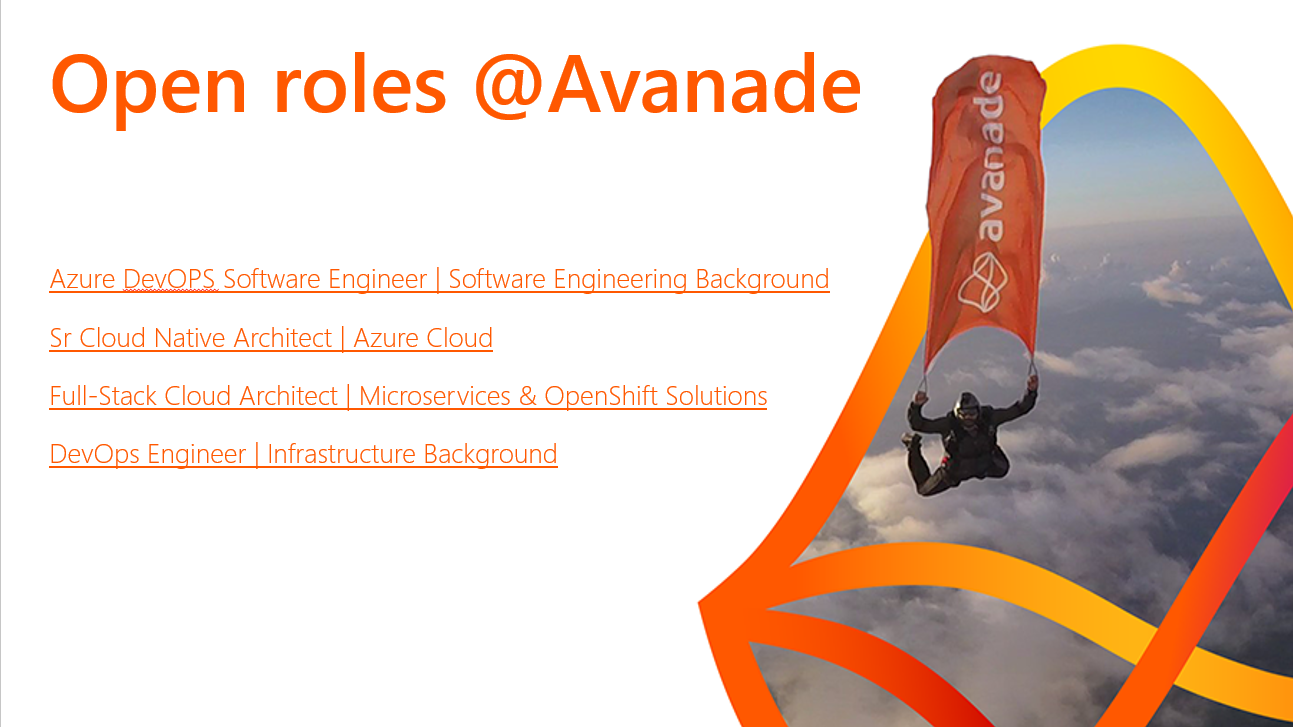 Open roles @Avanade
avanade
Azure DevOPS Software Engineer | Software Engineering Background
Sr Cloud Native Architect | Azure Cloud
Full-Stack Cloud Architect | Microservices & OpenShift Solutions
DevOps Engineer | Infrastructure Background